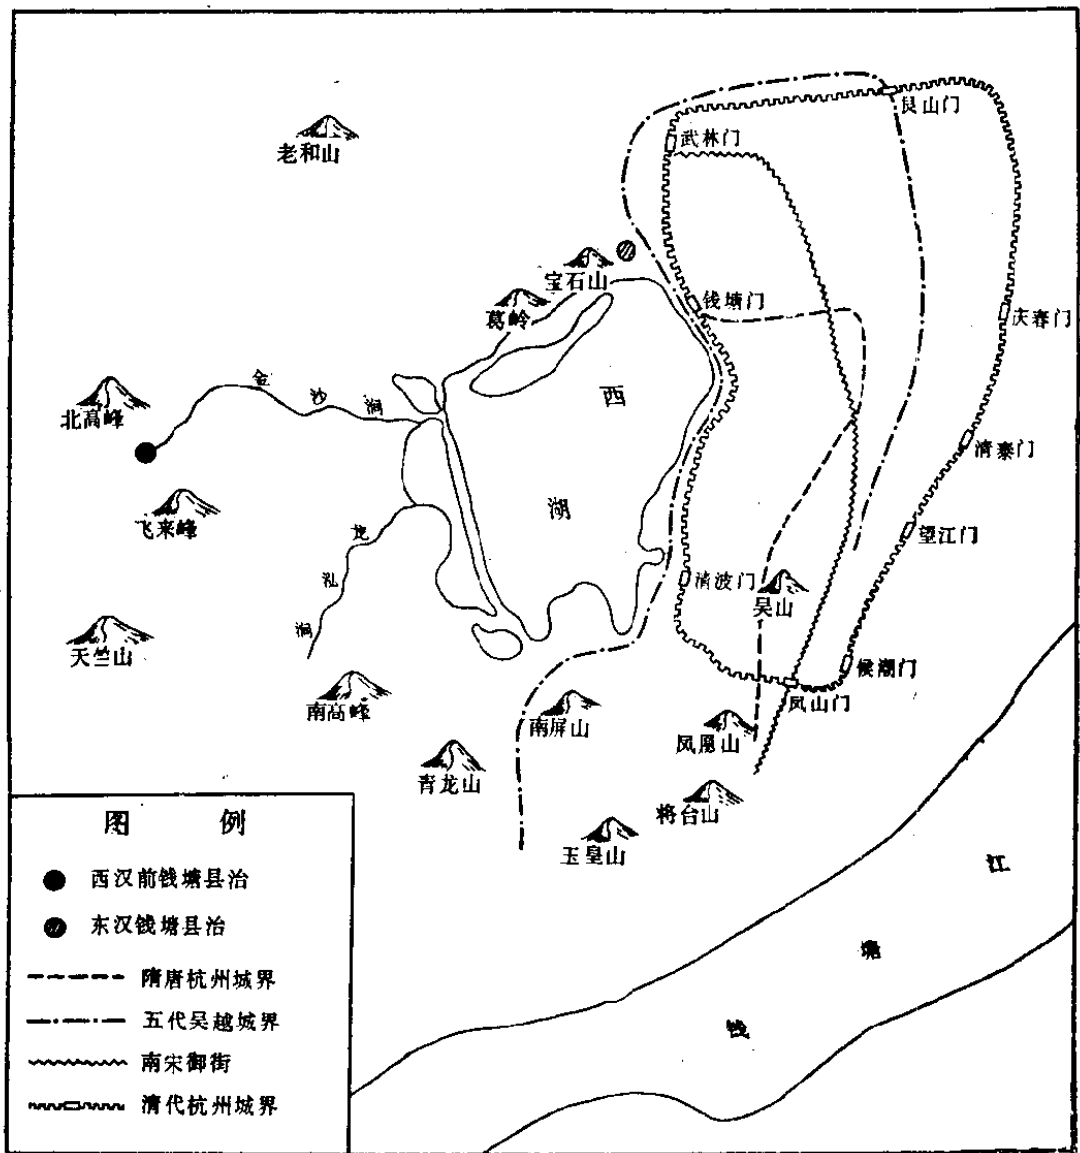 艮山门
武林门
老和山
宝石山
钱塘门
葛岭
庆春门
金沙涧
西湖
北高峰
清泰门
飞来峰
龙泓涧
望江门
清波门
吴山
天竺山
候潮门
南高峰
凤山门
南屏山
凤凰山
青龙山
将台山
玉皇山
钱塘江
图例
西汉前钱塘县治
东汉钱塘县治
隋唐杭州城界
五代吴越城界
南宋御街
清代杭州城界